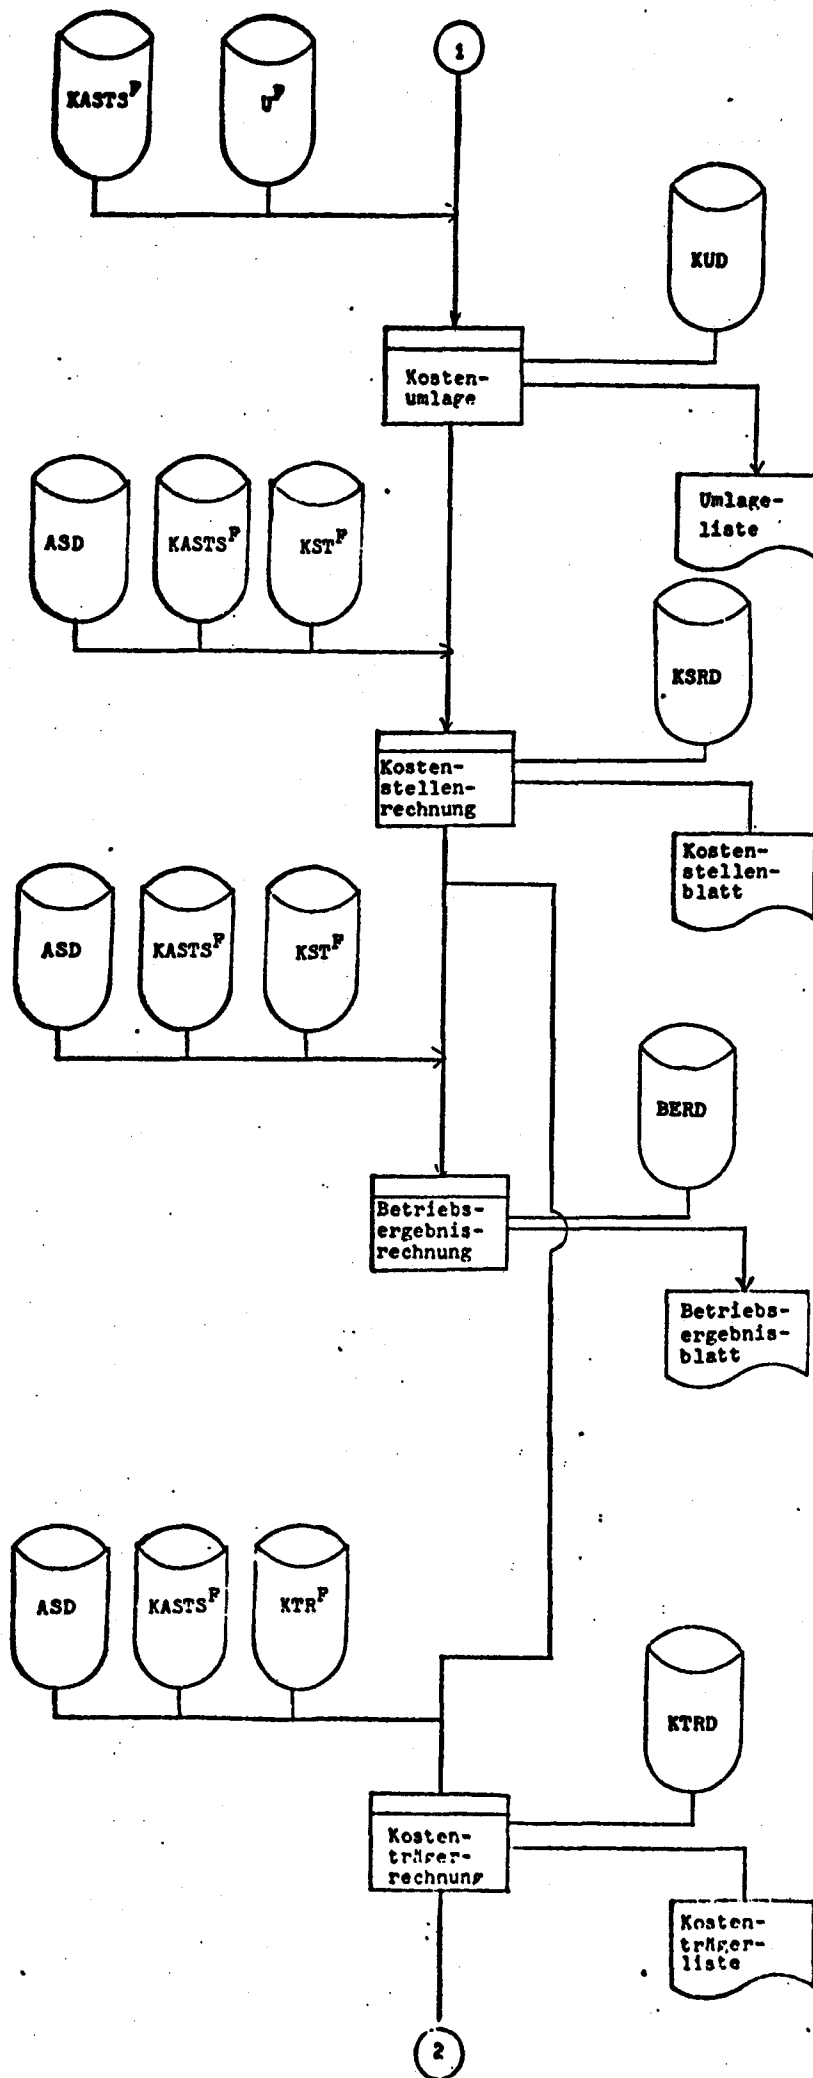 KASTS^P
U^P
1
KUD
Kosten-
umlage
Umlage-
liste
ASD
KASTS^P
KST^P
KSRD
Kosten-
stellen-
rechnung
Kosten-
stellen-
blatt
ASD
KASTS^P
KST^P
BERD
Betriebs-
ergebnis-
rechnung
Betriebs-
ergebnis-
blatt
ASD
KASTS^P
KTR^P
KTRD
Kosten-
träger-
rechnung
Kosten-
träger-
liste
2